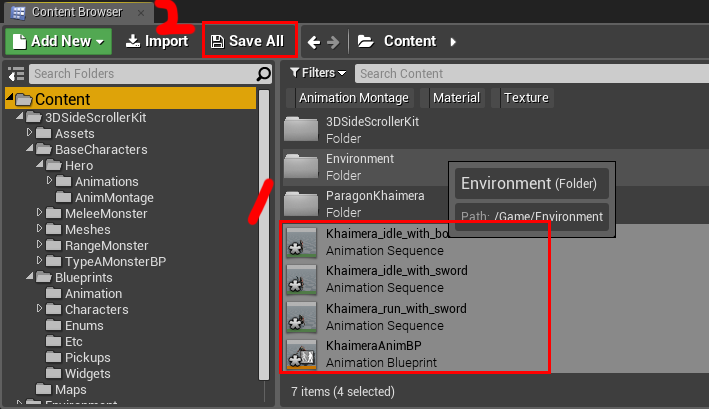 Content Browser
2
Add New
Import
Save All
Content
Search Folders
Filters
Search Content
Animation Montage
Material
Texture
Content
3DSideScrollerKit
Assets
BaseCharacters
Hero
Animations
AnimMontage
MeleeMonster
Meshes
RangeMonster
TypeAMonsterBP
Blueprints
Animation
Characters
Enums
Etc
Pickups
Widgets
Maps
Environment
3DSideScrollerKit
Folder
Environment
Folder
ParagonKhaimera
Folder
Khaimera_idle_with_bo
Animation Sequence
Khaimera_idle_with_sword
Animation Sequence
Khaimera_run_with_sword
Animation Sequence
KhaimeraAnimBP
Animation Blueprint
7 items (4 selected)
Environment (Folder)
Path: /Game/Environment